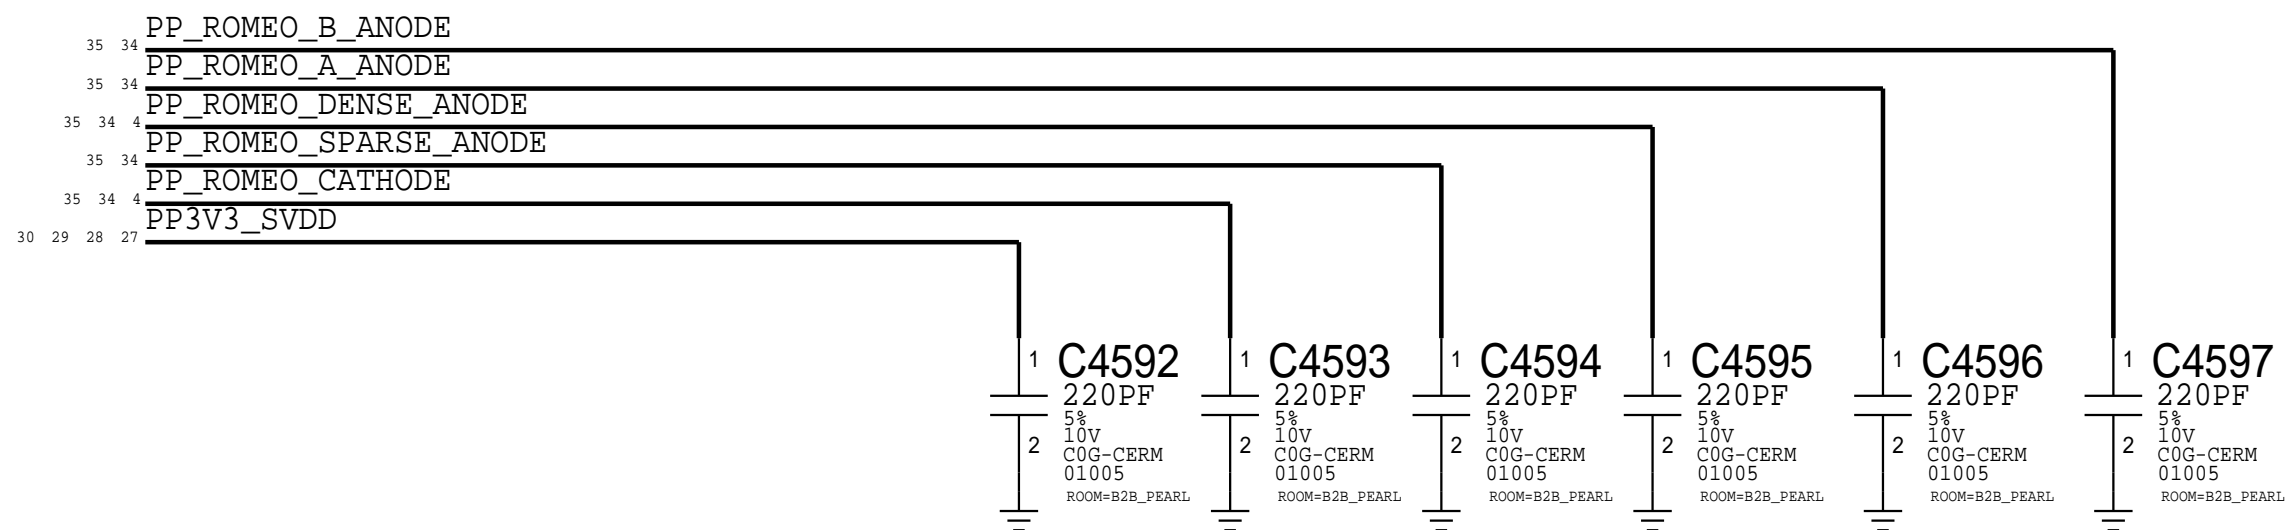 PP_ROMEO_B_ANODE
35 34
PP_ROMEO_A_ANODE
35 34
PP_ROMEO_DENSE_ANODE
35 34 4
PP_ROMEO_SPARSE_ANODE
35 34
PP_ROMEO_CATHODE
35 34 4
PP3V3_SVDD
30 29 28 27
1 C4592
220PF
5%
10V
2
C0G-CERM
01005
ROOM=B2B_PEARL
1 C4593
220PF
5%
10V
2
C0G-CERM
01005
ROOM=B2B_PEARL
1 C4594
220PF
5%
10V
2
C0G-CERM
01005
ROOM=B2B_PEARL
1 C4595
220PF
5%
10V
2
C0G-CERM
01005
ROOM=B2B_PEARL
1 C4596
220PF
5%
10V
2
C0G-CERM
01005
ROOM=B2B_PEARL
1 C4597
220PF
5%
10V
2
C0G-CERM
01005
ROOM=B2B_PEARL